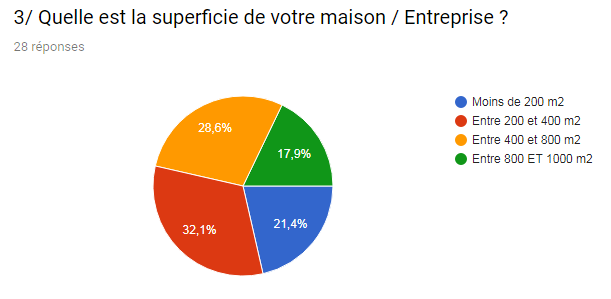 3/ Quelle est la superficie de votre maison / Entreprise ?
28 réponses
Moins de 200 m2
Entre 200 et 400 m2
Entre 400 et 800 m2
Entre 800 ET 1000 m2
28,6%
17,9%
32,1%
21,4%